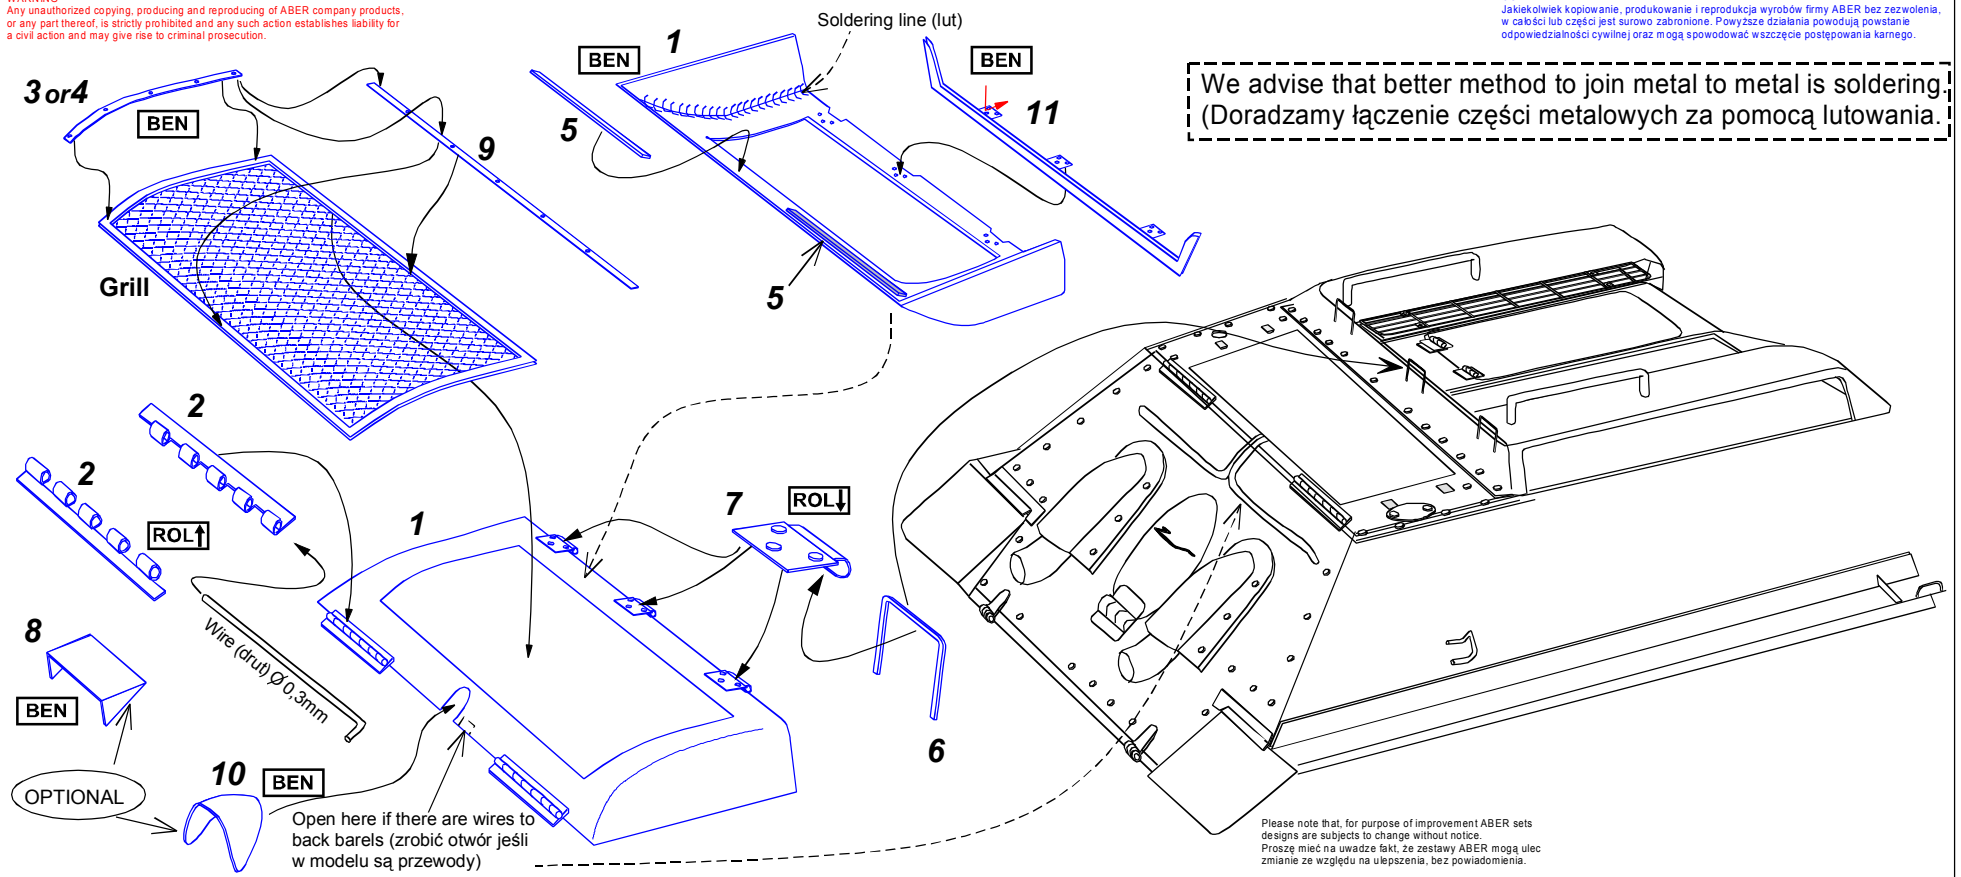 WARNING
Any unauthorized copying, producing and reproducing of ABER company products,
or any part thereof, is strictly prohibited and any such action establishes liability for
a civil action and may give rise to criminal prosecution.
Jakiekolwiek kopiowanie, produkowanie i reprodukcja wyrobów firmy ABER bez zezwolenia,
w całości lub części jest surowo zabronione. Powyższe działania powodują powstanie
odpowiedzialności cywilnej oraz mogą spowodować wszczęcie postępowania karnego.
We advise that better method to join metal to metal is soldering.
(Doradzamy łączenie części metalowych za pomocą lutowania.
Soldering line (lut)
1
BEN
BEN
3 or4
BEN
5
11
9
Grill
5
2
2
ROL
1
7
ROL
8
BEN
Wire (drut) Ø 0,3mm
6
10
BEN
OPTIONAL
Open here if there are wires to
back barels (zrobić otwór jeśli
w modelu są przewody)
Please note that, for purpose of improvement ABER sets
designs are subjects to change without notice.
Proszę mieć na uwadze fakt, że zestawy ABER mogą ulec
zmianie ze względu na ulepszenia, bez powiadomienia.